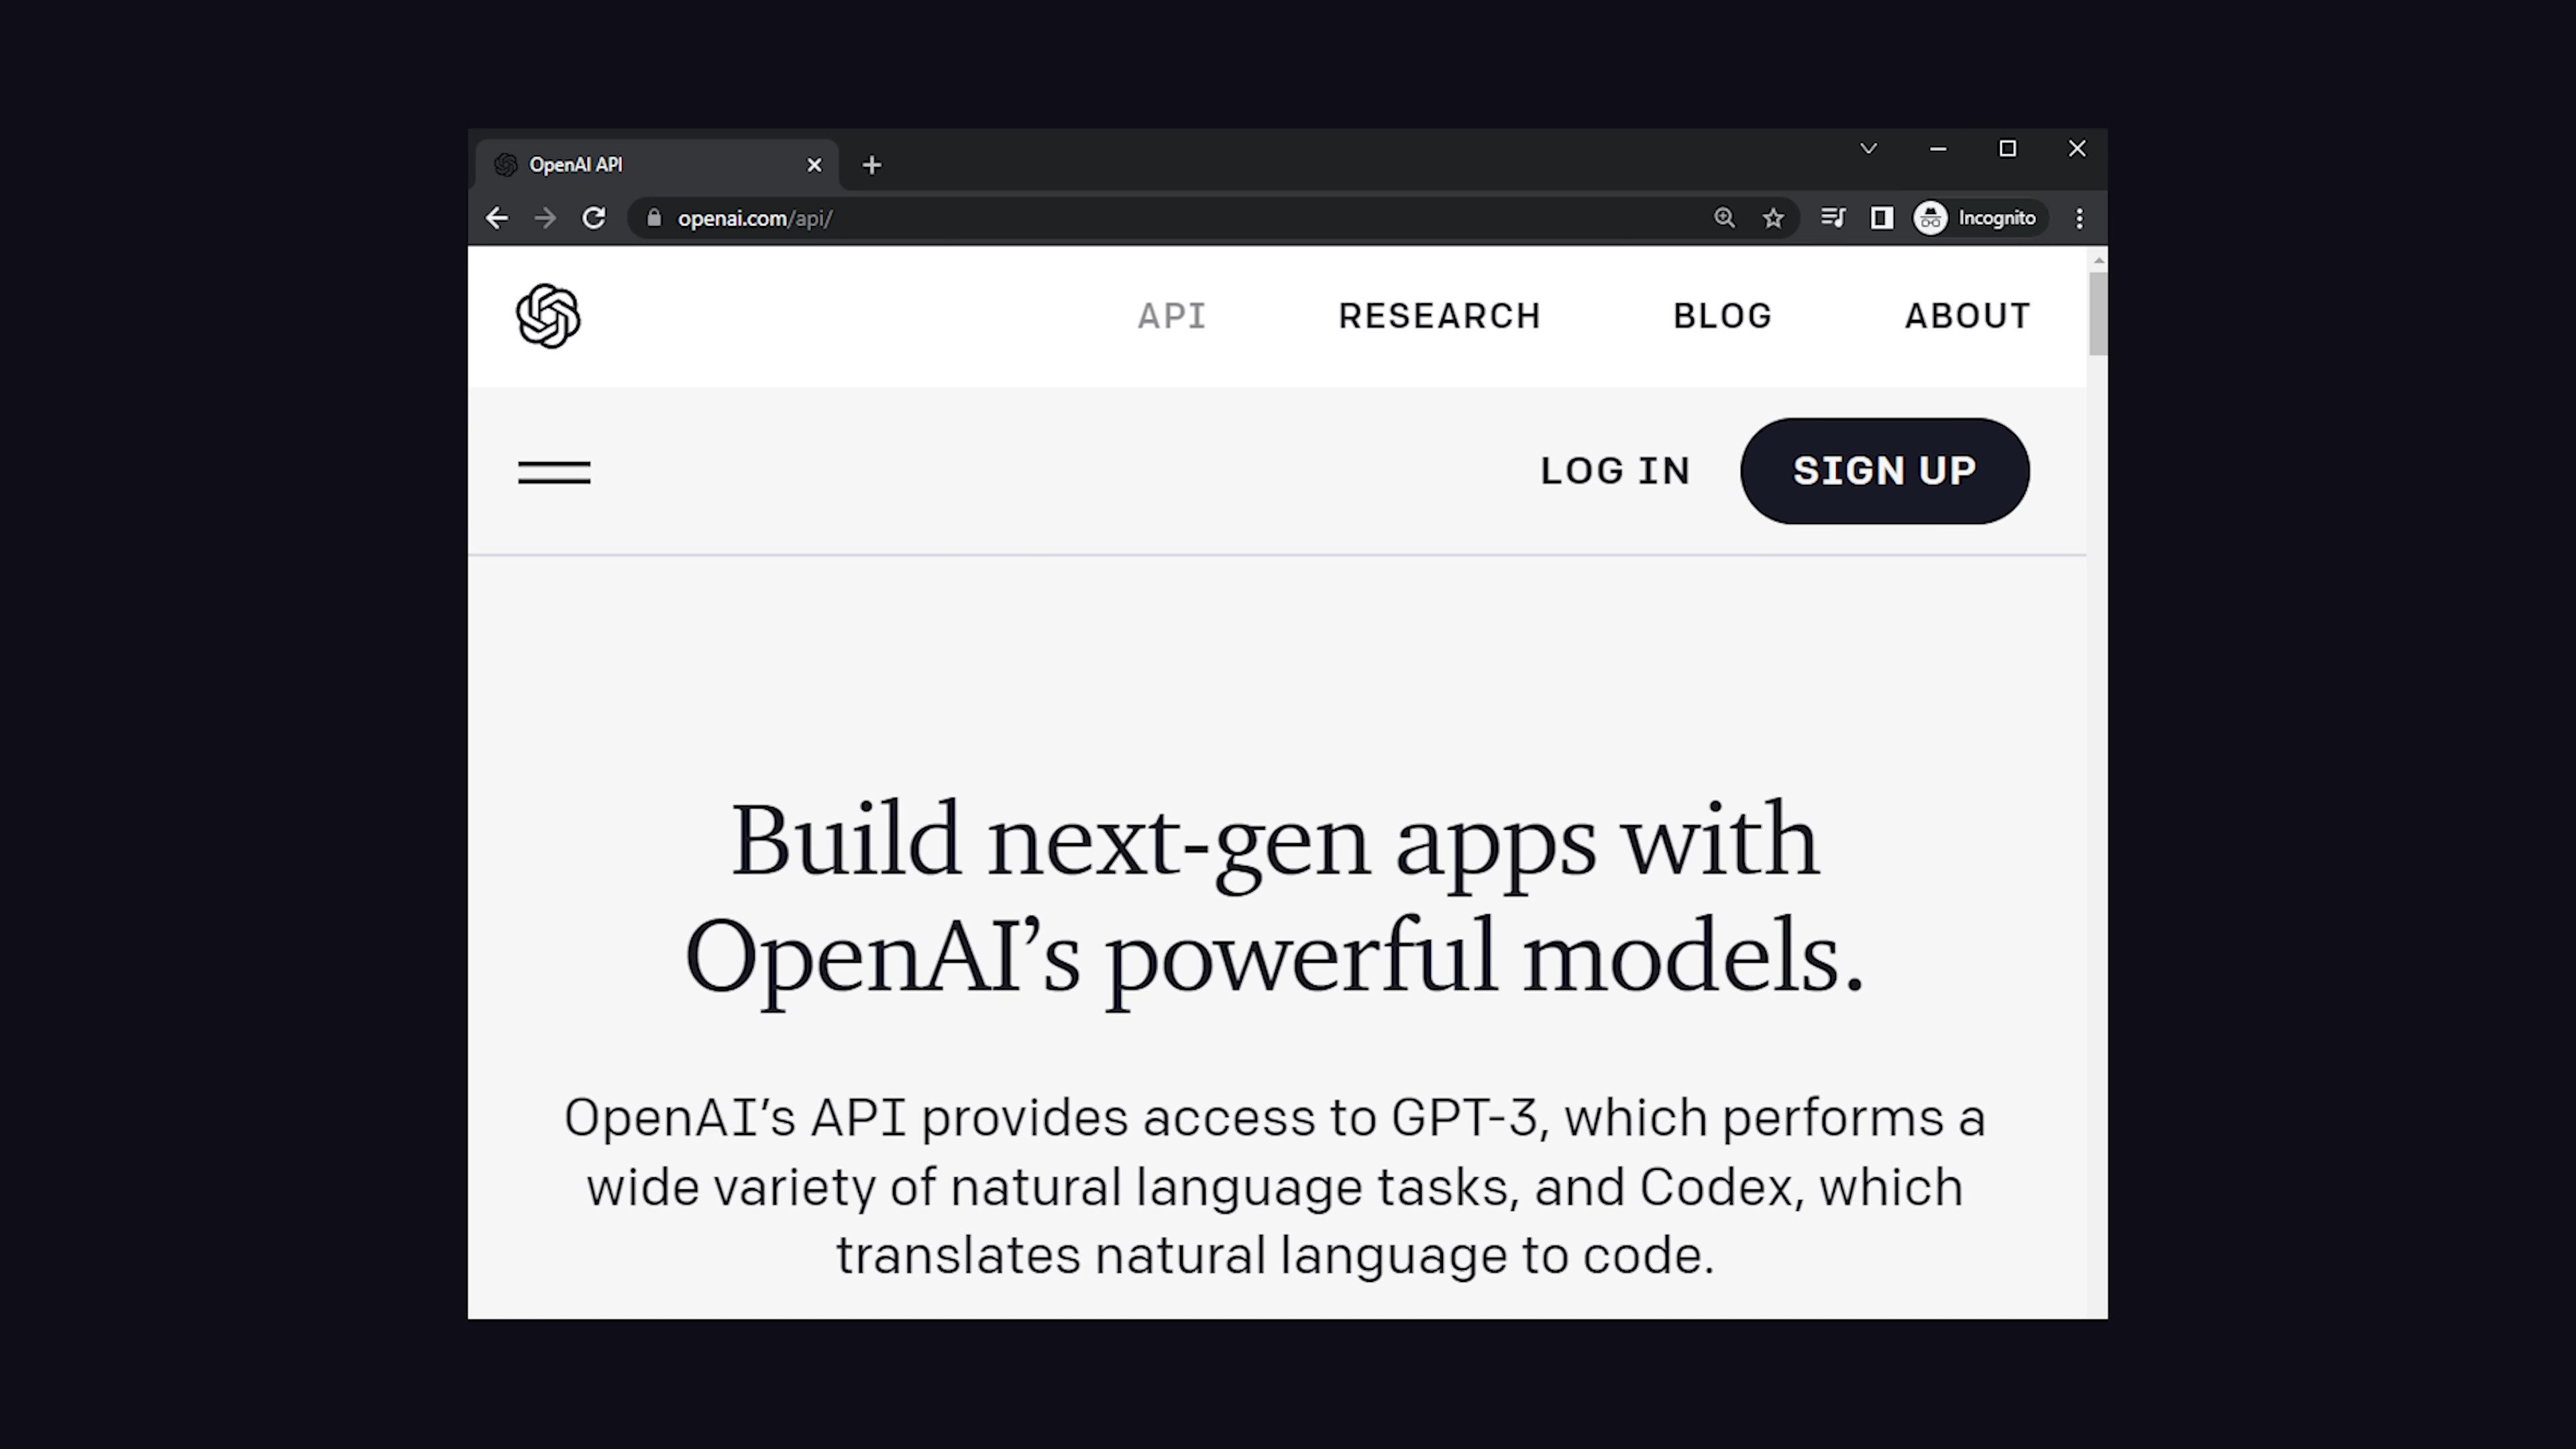 OpenAI API
openai.com/api/
Incognito
API RESEARCH BLOG ABOUT
LOG IN SIGN UP
Build next-gen apps with
OpenAI’s powerful models.
OpenAI’s API provides access to GPT-3, which performs a
wide variety of natural language tasks, and Codex, which
translates natural language to code.